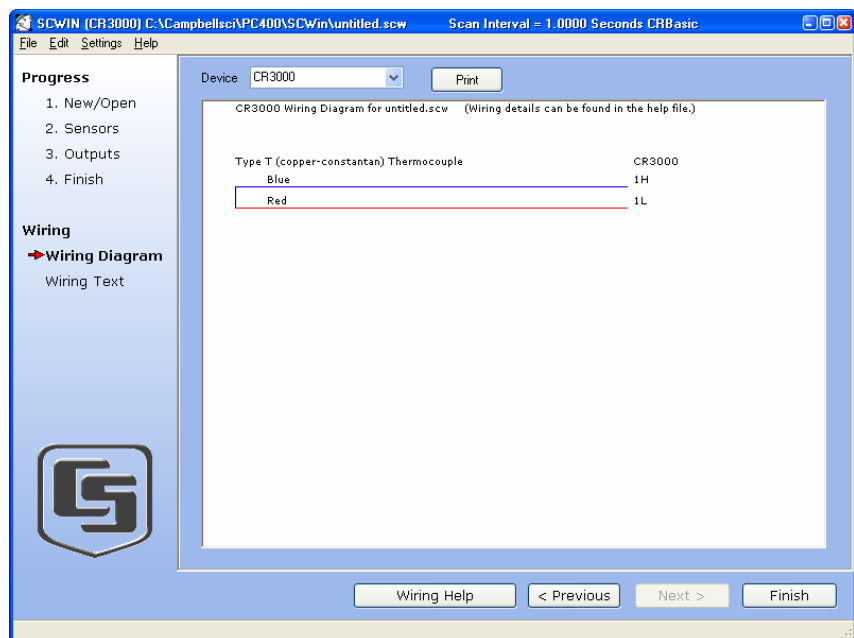 SCWIN (CR3000) C:\Campbellsci\PC400\SCWin\untitled.scw Scan Interval = 1.0000 Seconds CRBasic
File Edit Settings Help
Progress
1. New/Open
2. Sensors
3. Outputs
4. Finish
Wiring
Wiring Diagram
Wiring Text
Device CR3000 Print
CR3000 Wiring Diagram for untitled.scw (Wiring details can be found in the help file.)
Type T (copper-constantan) Thermocouple CR3000
Blue 1H
Red 1L
CS
Wiring Help < Previous Next > Finish